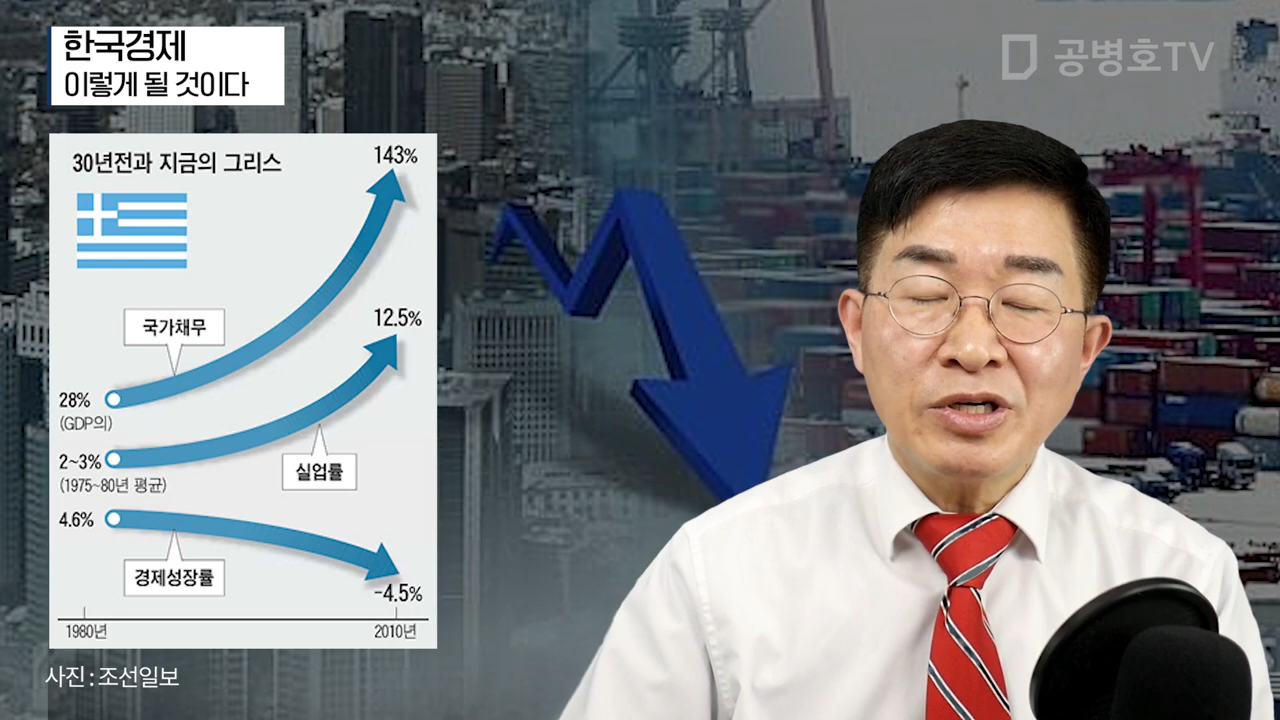 한국경제
이렇게 될 것이다
공병호TV
30년전과 지금의 그리스
143%
국가채무
12.5%
28%
(GDP의)
2~3%
(1975~80년 평균)
실업률
4.6%
경제성장률
-4.5%
1980년
2010년
사진 : 조선일보